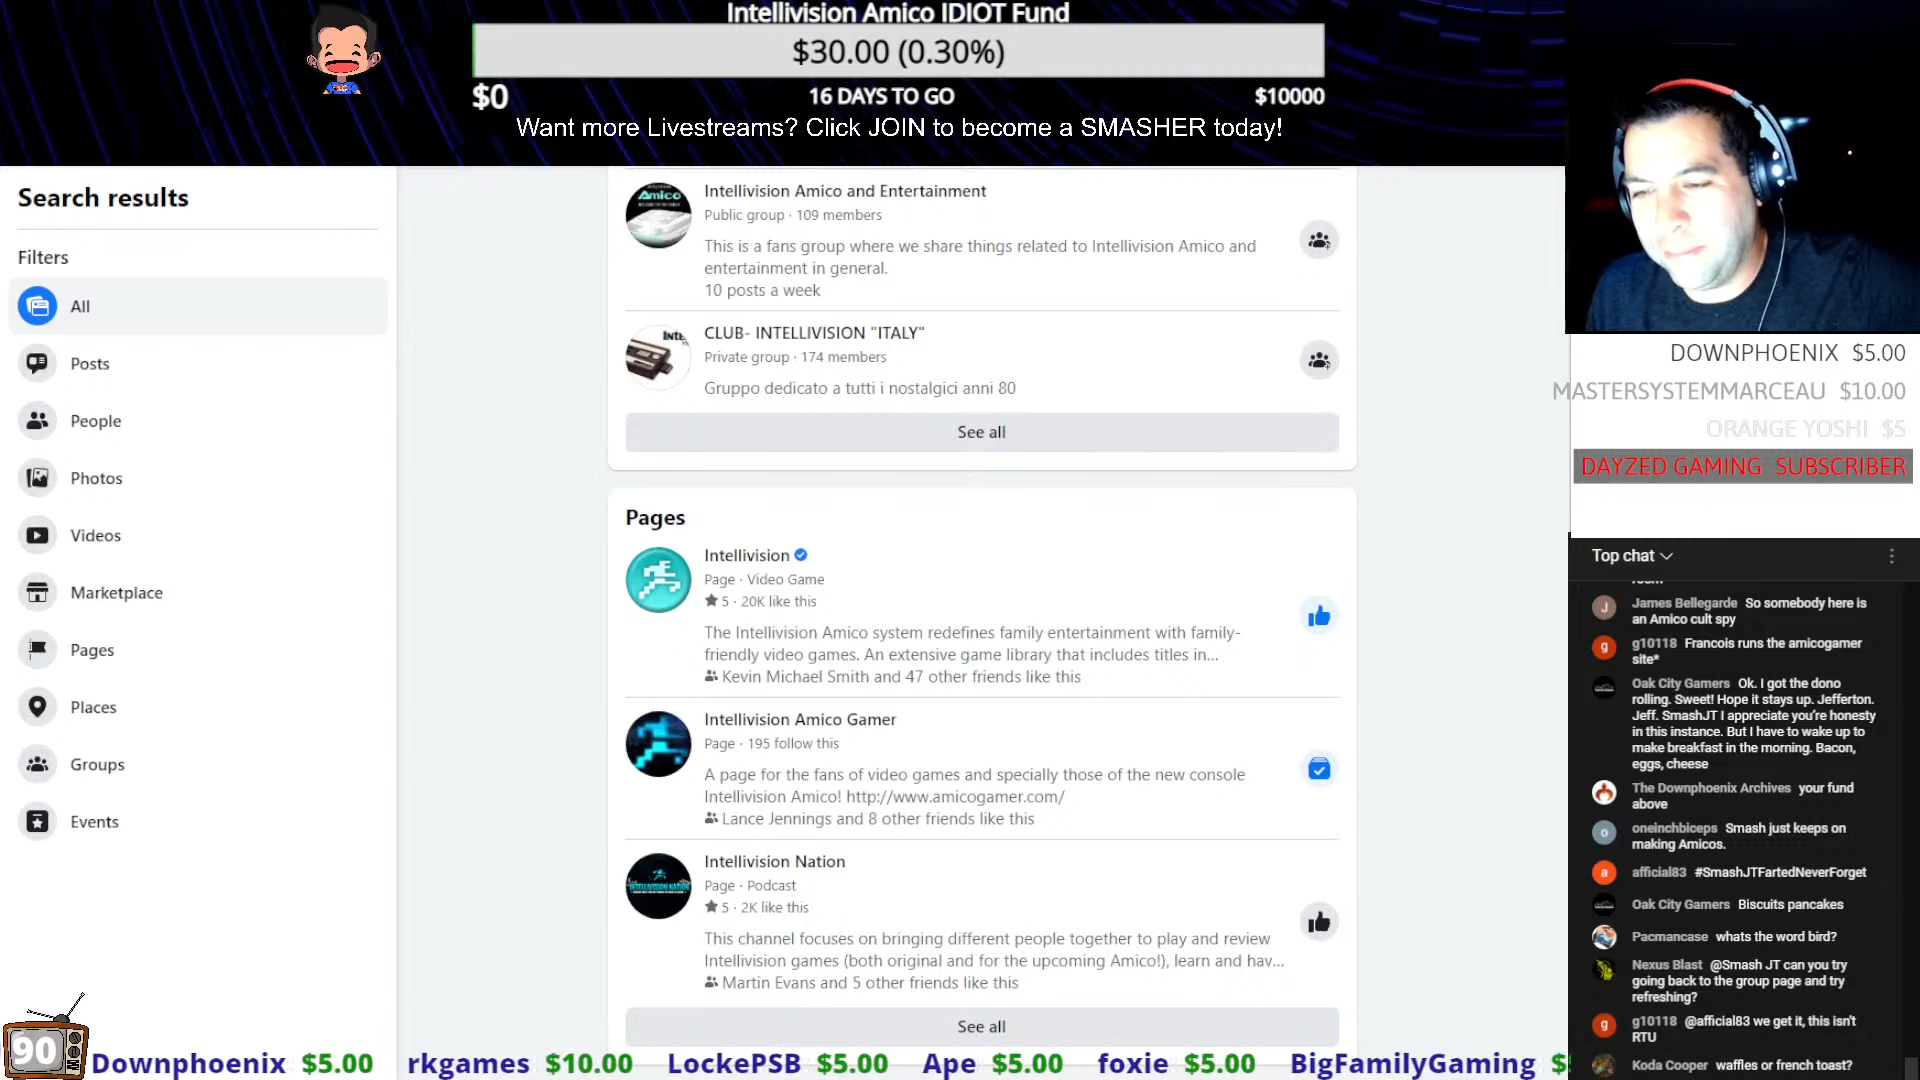 Intellivision Amico IDIOT Fund
$30.00 (0.30%)
$0
16 DAYS TO GO
$10000
Want more Livestreams? Click JOIN to become a SMASHER today!
Search results
Filters
All
Posts
People
Photos
Videos
Marketplace
Pages
Places
Groups
Events
Amico
Intellivision Amico and Entertainment
Public group · 109 members
This is a fans group where we share things related to Intellivision Amico and
entertainment in general.
10 posts a week
CLUB- INTELLIVISION "ITALY"
Private group · 174 members
Gruppo dedicato a tutti i nostalgici anni 80
See all
Pages
Intellivision
Page · Video Game
5 · 20K like this
The Intellivision Amico system redefines family entertainment with family-
friendly video games. An extensive game library that includes titles in...
Kevin Michael Smith and 47 other friends like this
Intellivision Amico Gamer
Page · 195 follow this
A page for the fans of video games and specially those of the new console
Intellivision Amico! http://www.amicogamer.com/
Lance Jennings and 8 other friends like this
INTELLIVISION NATION
Intellivision Nation
Page · Podcast
5 · 2K like this
This channel focuses on bringing different people together to play and review
Intellivision games (both original and for the upcoming Amico!), learn and hav...
Martin Evans and 5 other friends like this
See all
DOWNPHOENIX $5.00
MASTERSYSTEMMARCEAU $10.00
ORANGE YOSHI $5
DAYZED GAMING SUBSCRIBER
Top chat
J
James Bellegarde So somebody here is
an Amico cult spy
g
g10118 Francois runs the amicogamer
site*
Oak City Gamers Ok. I got the dono
rolling. Sweet! Hope it stays up. Jefferton.
Jeff. SmashJT I appreciate you're honesty
in this instance. But I have to wake up to
make breakfast in the morning. Bacon,
eggs, cheese
The Downphoenix Archives your fund
above
o
oneinchbiceps Smash just keeps on
making Amicos.
a
afficial83 #SmashJTFartedNeverForget
Oak City Gamers Biscuits pancakes
Pacmancase whats the word bird?
Nexus Blast @Smash JT can you try
going back to the group page and try
refreshing?
g
g10118 @afficial83 we get it, this isn't
RTU
Koda Cooper waffles or french toast?
90
Downphoenix $5.00 rkgames $10.00 LockePSB $5.00 Ape $5.00 foxie $5.00 BigFamilyGaming